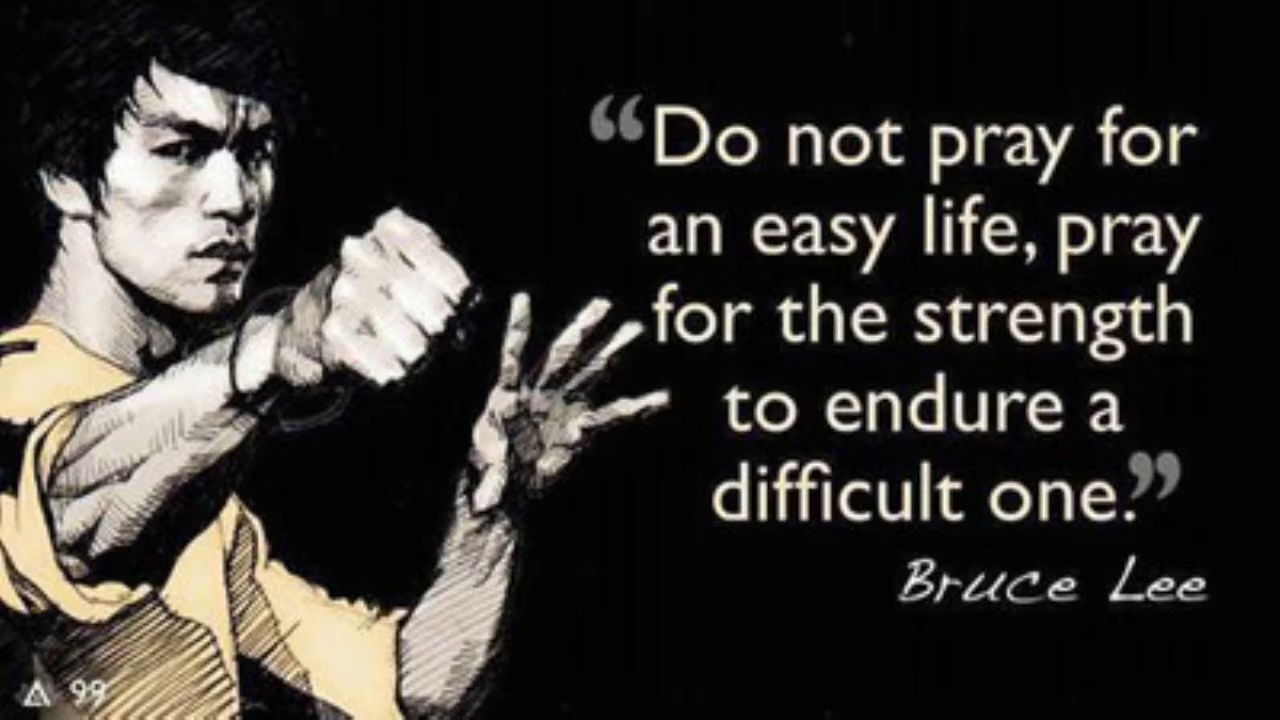 “Do not pray for
an easy life, pray
for the strength
to endure a
difficult one.”
Bruce Lee
99